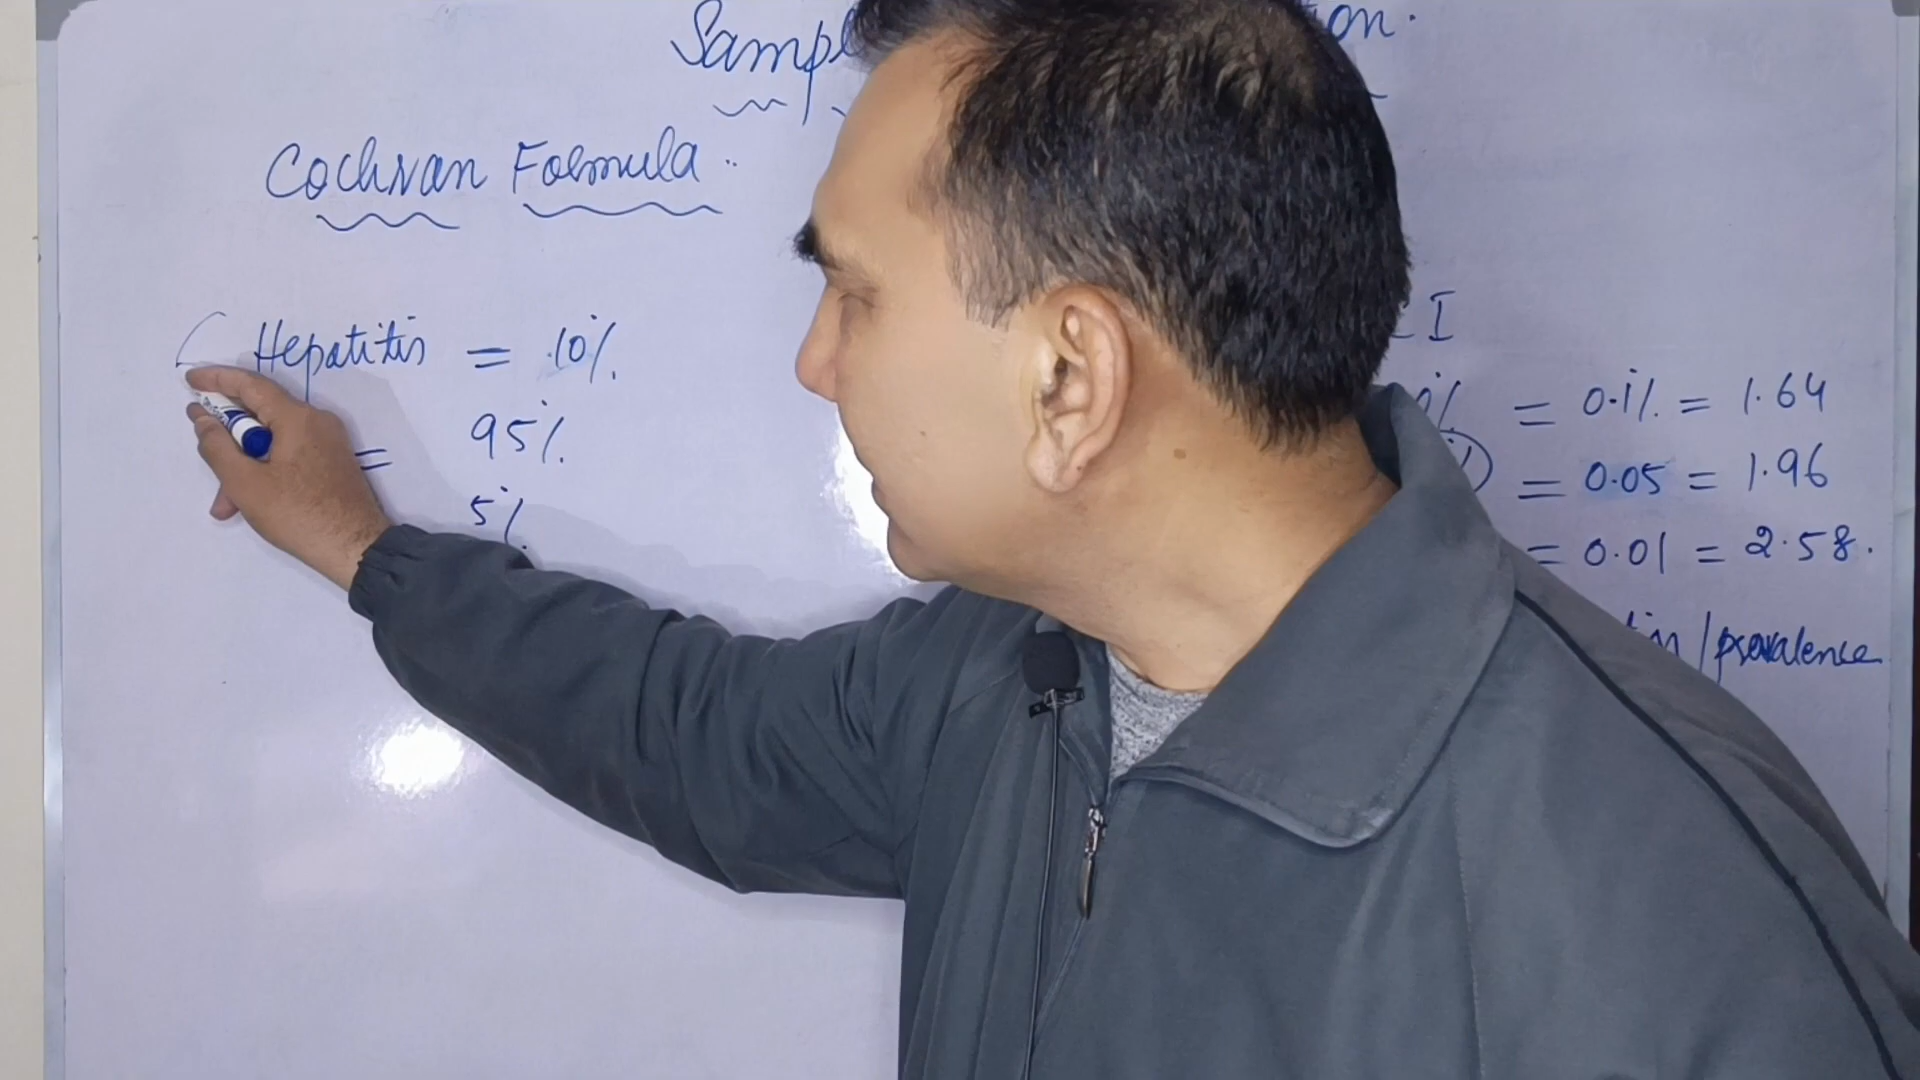 on.
Cochran Formula
Hepatitis = 10%.
= 95%.
5%.
I
= 0.1%. = 1.64
= 0.05 = 1.96
= 0.01 = 2.58.
/prevalence